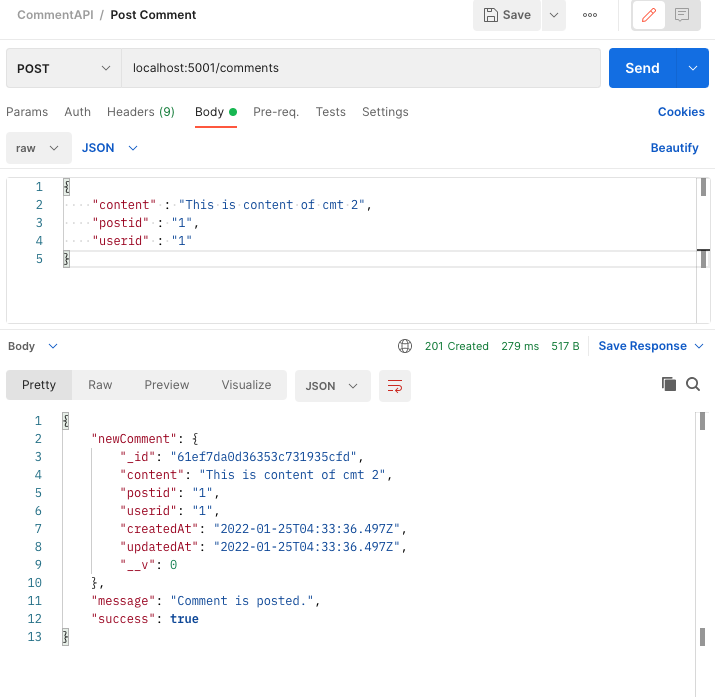 CommentAPI / Post Comment
Save
POST localhost:5001/comments Send
Params Auth Headers (9) Body Pre-req. Tests Settings Cookies
raw JSON Beautify
1 {
2 "content" : "This is content of cmt 2",
3 "postid" : "1",
4 "userid" : "1"
5 }
Body 201 Created 279 ms 517 B Save Response
Pretty Raw Preview Visualize JSON
1 {
2 "newComment": {
3 "_id": "61ef7da0d36353c731935cfd",
4 "content": "This is content of cmt 2",
5 "postid": "1",
6 "userid": "1",
7 "createdAt": "2022-01-25T04:33:36.497Z",
8 "updatedAt": "2022-01-25T04:33:36.497Z",
9 "__v": 0
10 },
11 "message": "Comment is posted.",
12 "success": true
13 }